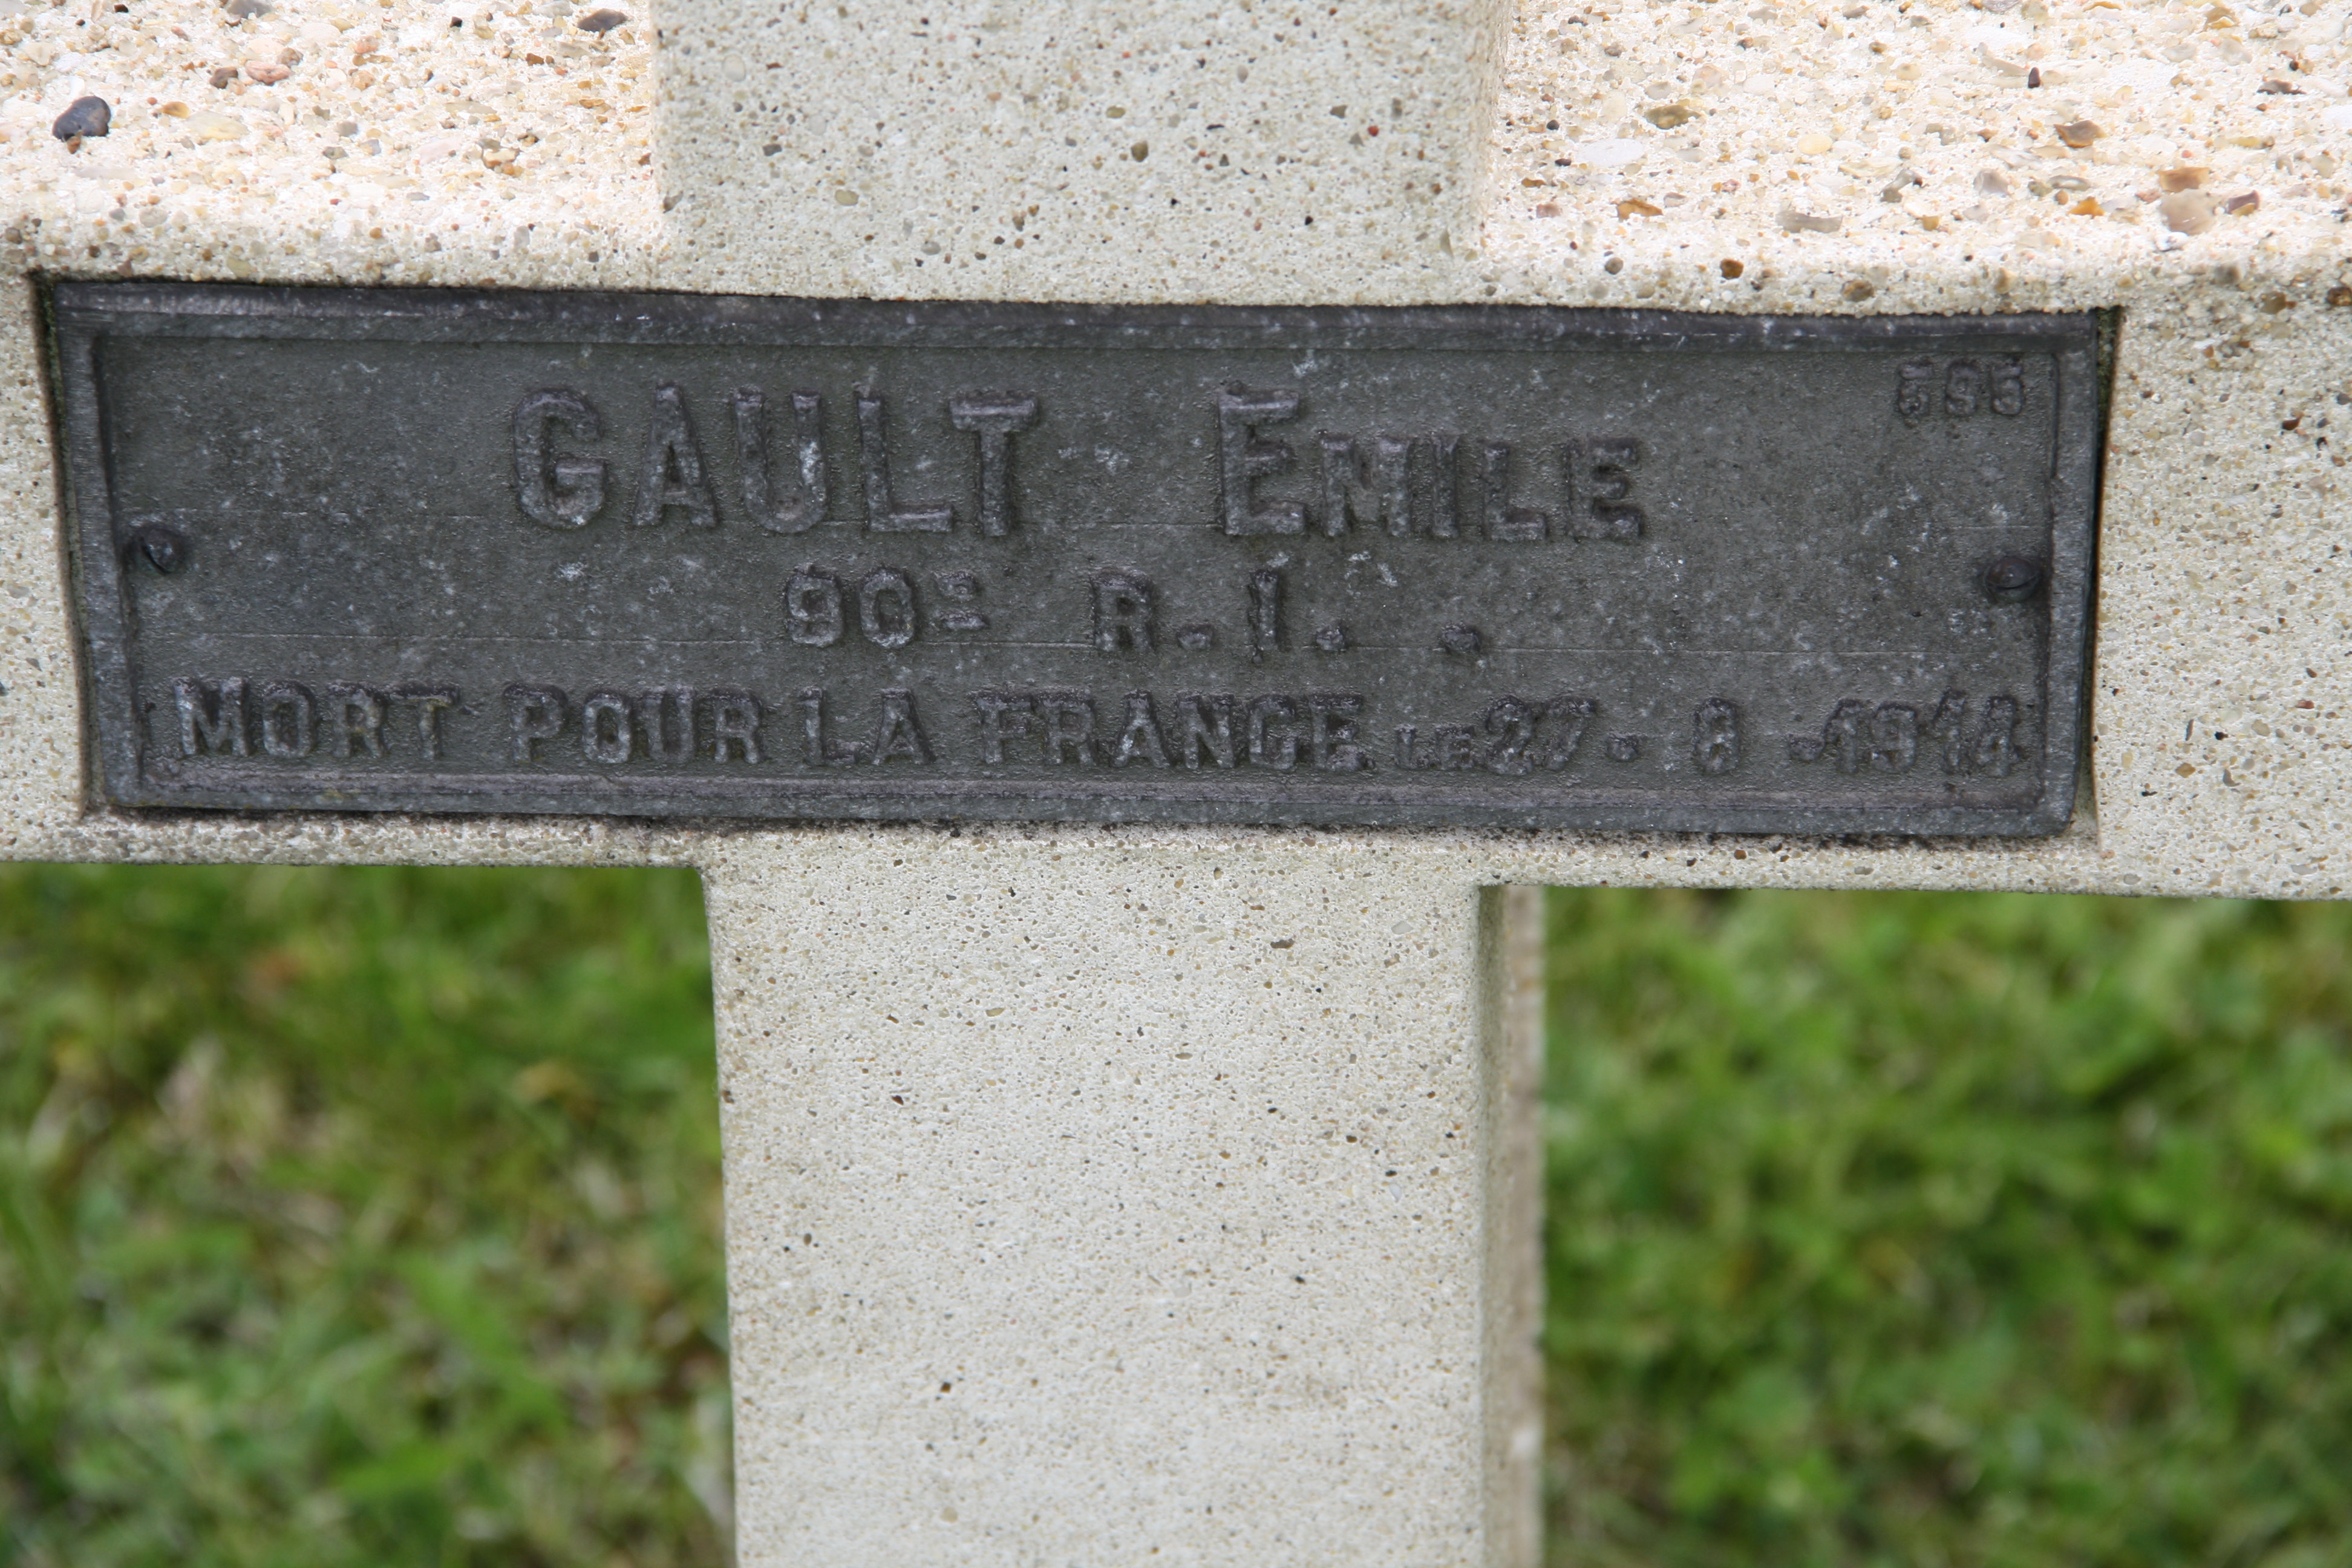 595
GAULT EMILE
90E R.I. .
MORT POUR LA FRANCE LE 27 - 8 - 1914